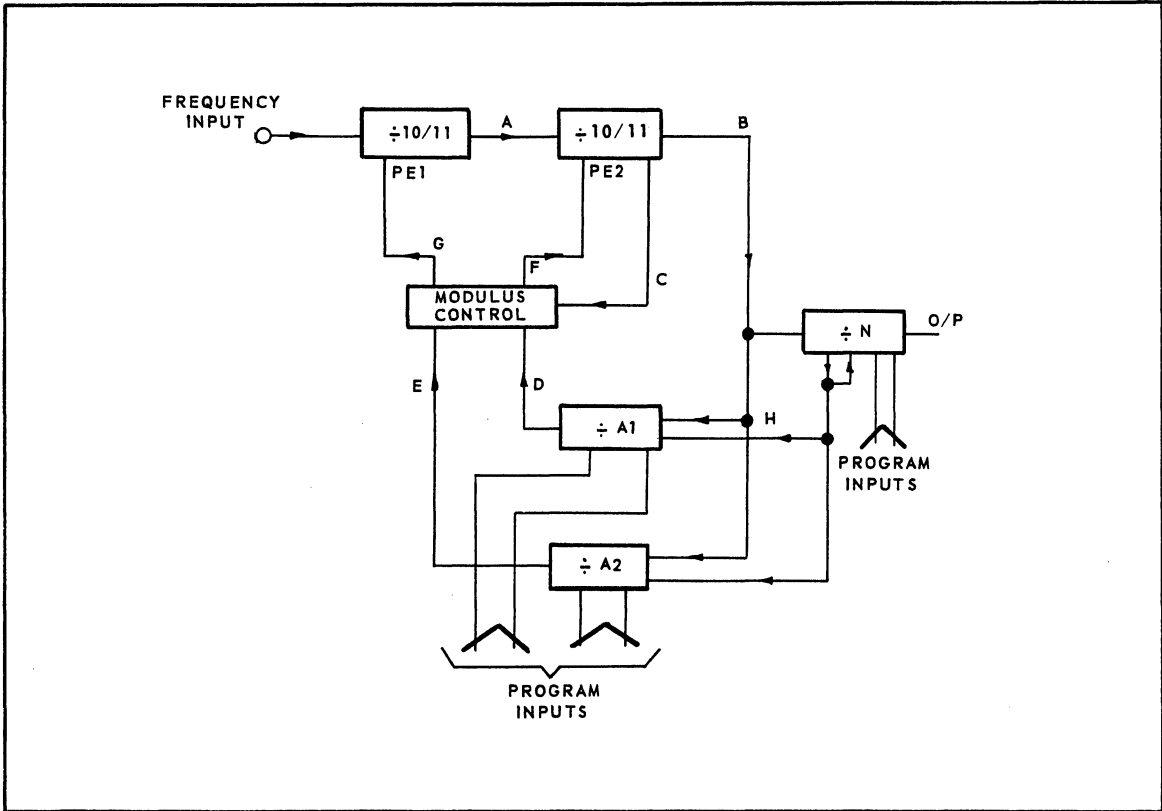 FREQUENCY
INPUT
÷10/11
A
÷10/11
B
PE1
PE2
G
F
C
MODULUS
CONTROL
÷ N
O/P
E
D
÷ A1
H
PROGRAM
INPUTS
÷ A2
PROGRAM
INPUTS